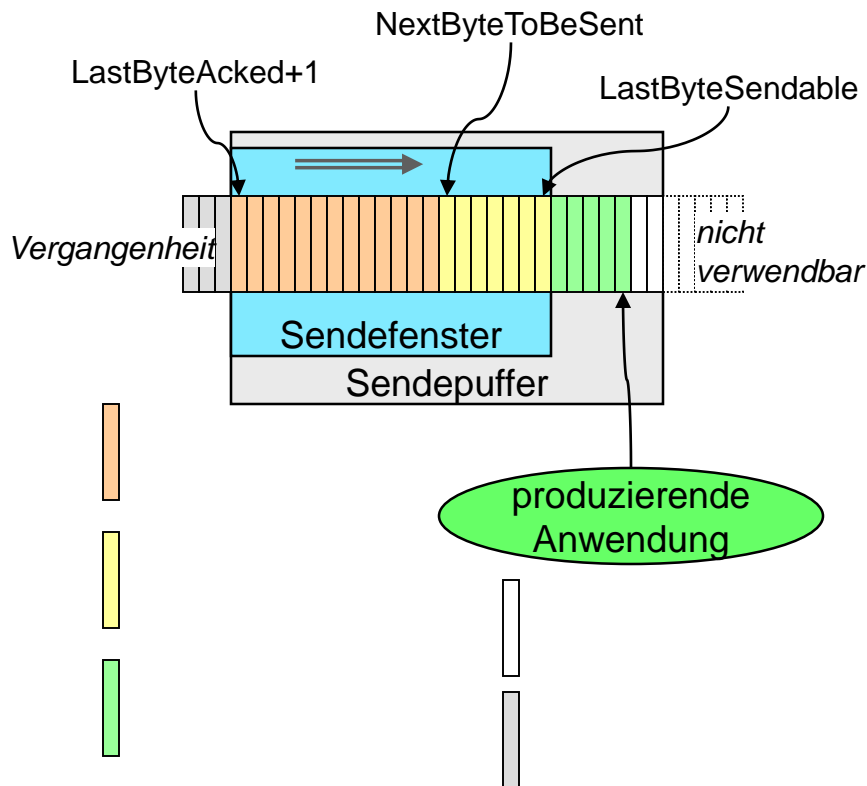 NextByteToBeSent
LastByteAcked+1
LastByteSendable
Vergangenheit
nicht
verwendbar
Sendefenster
Sendepuffer
produzierende
Anwendung